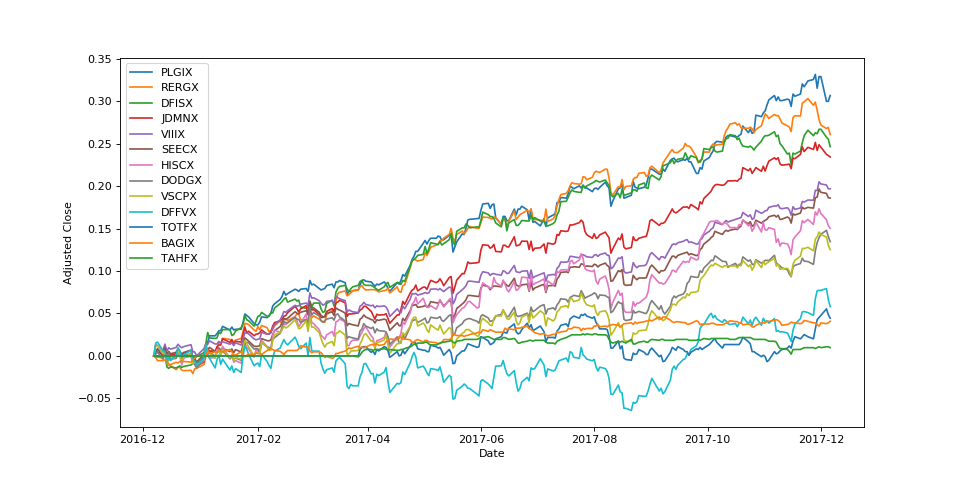 0.35
0.30
0.25
0.20
0.15
0.10
0.05
0.00
−0.05
Adjusted Close
PLGIX
RERGX
DFISX
JDMNX
VIIIX
SEECX
HISCX
DODGX
VSCPX
DFFVX
TOTFX
BAGIX
TAHFX
2016-12 2017-02 2017-04 2017-06 2017-08 2017-10 2017-12
Date